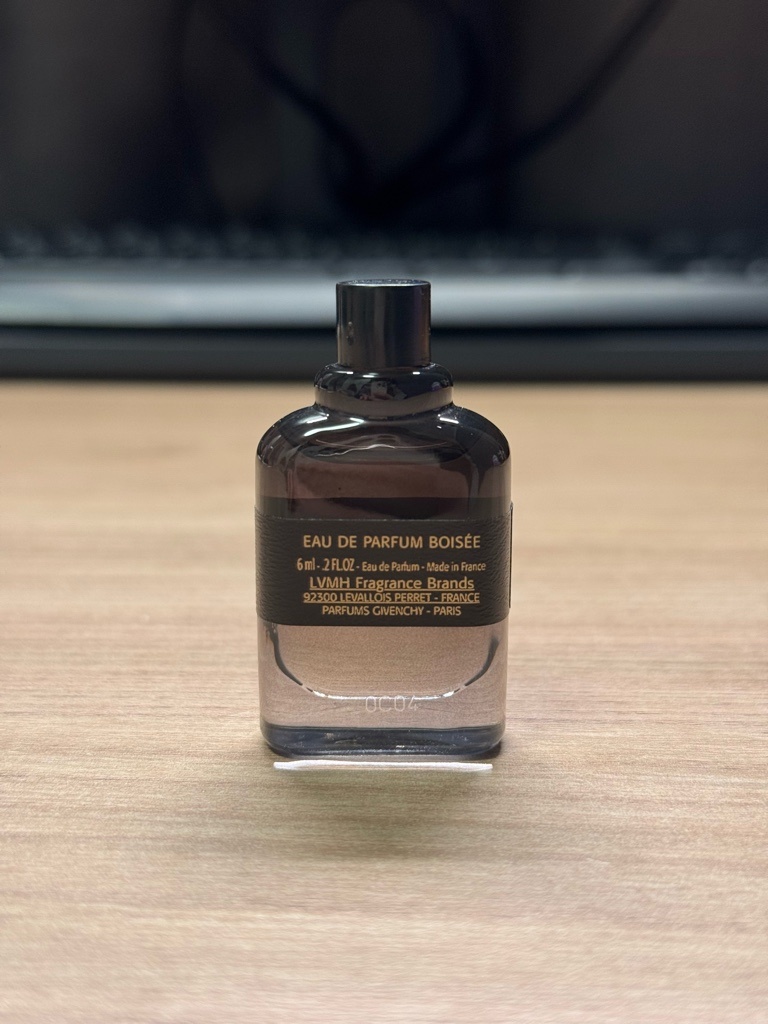 EAU DE PARFUM BOISÉE
6 ml - .2 FL.OZ - Eau de Parfum - Made in France
LVMH Fragrance Brands
92300 LEVALLOIS PERRET - FRANCE
PARFUMS GIVENCHY - PARIS
0C04